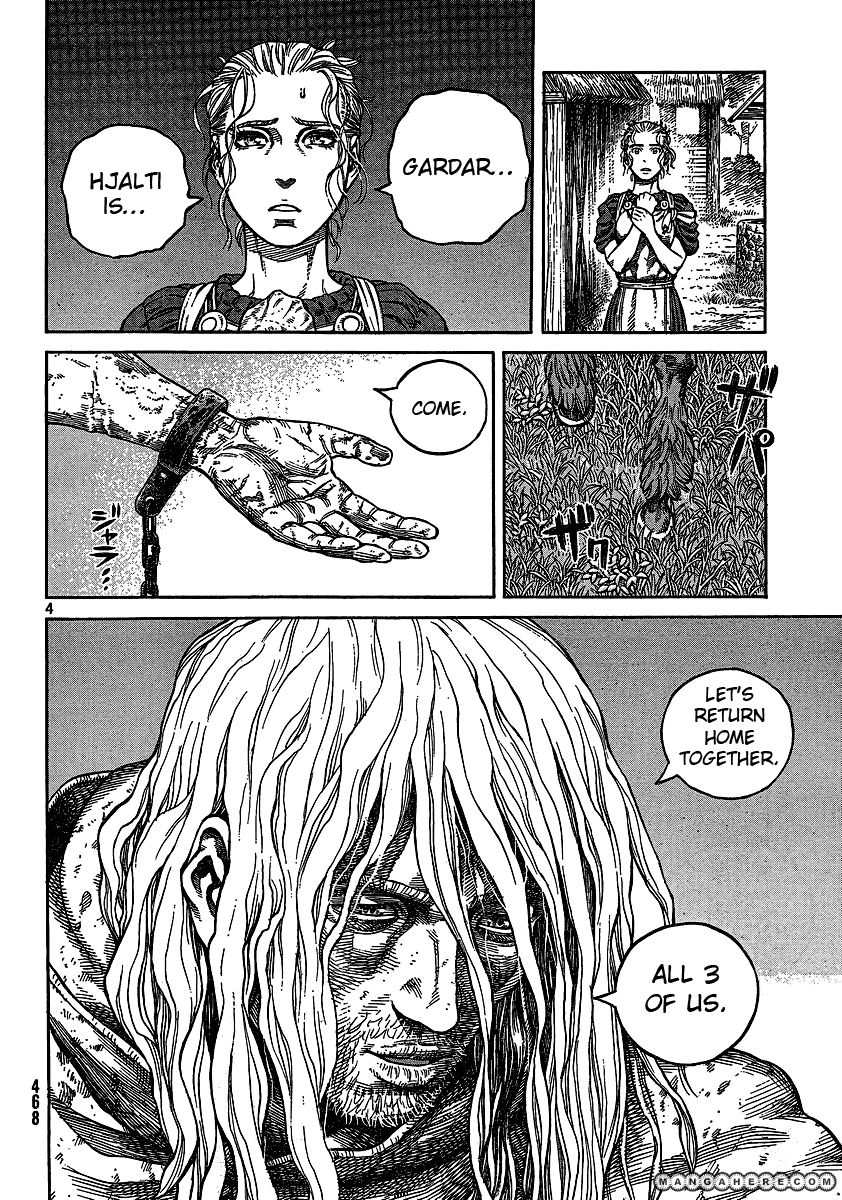 GARDAR...
HJALTI
IS...
ザ
パ
ザク
COME.
ジャラ…
4
LET'S
RETURN
HOME
TOGETHER.
ALL 3
OF US.
468
MANGAHERE.COM